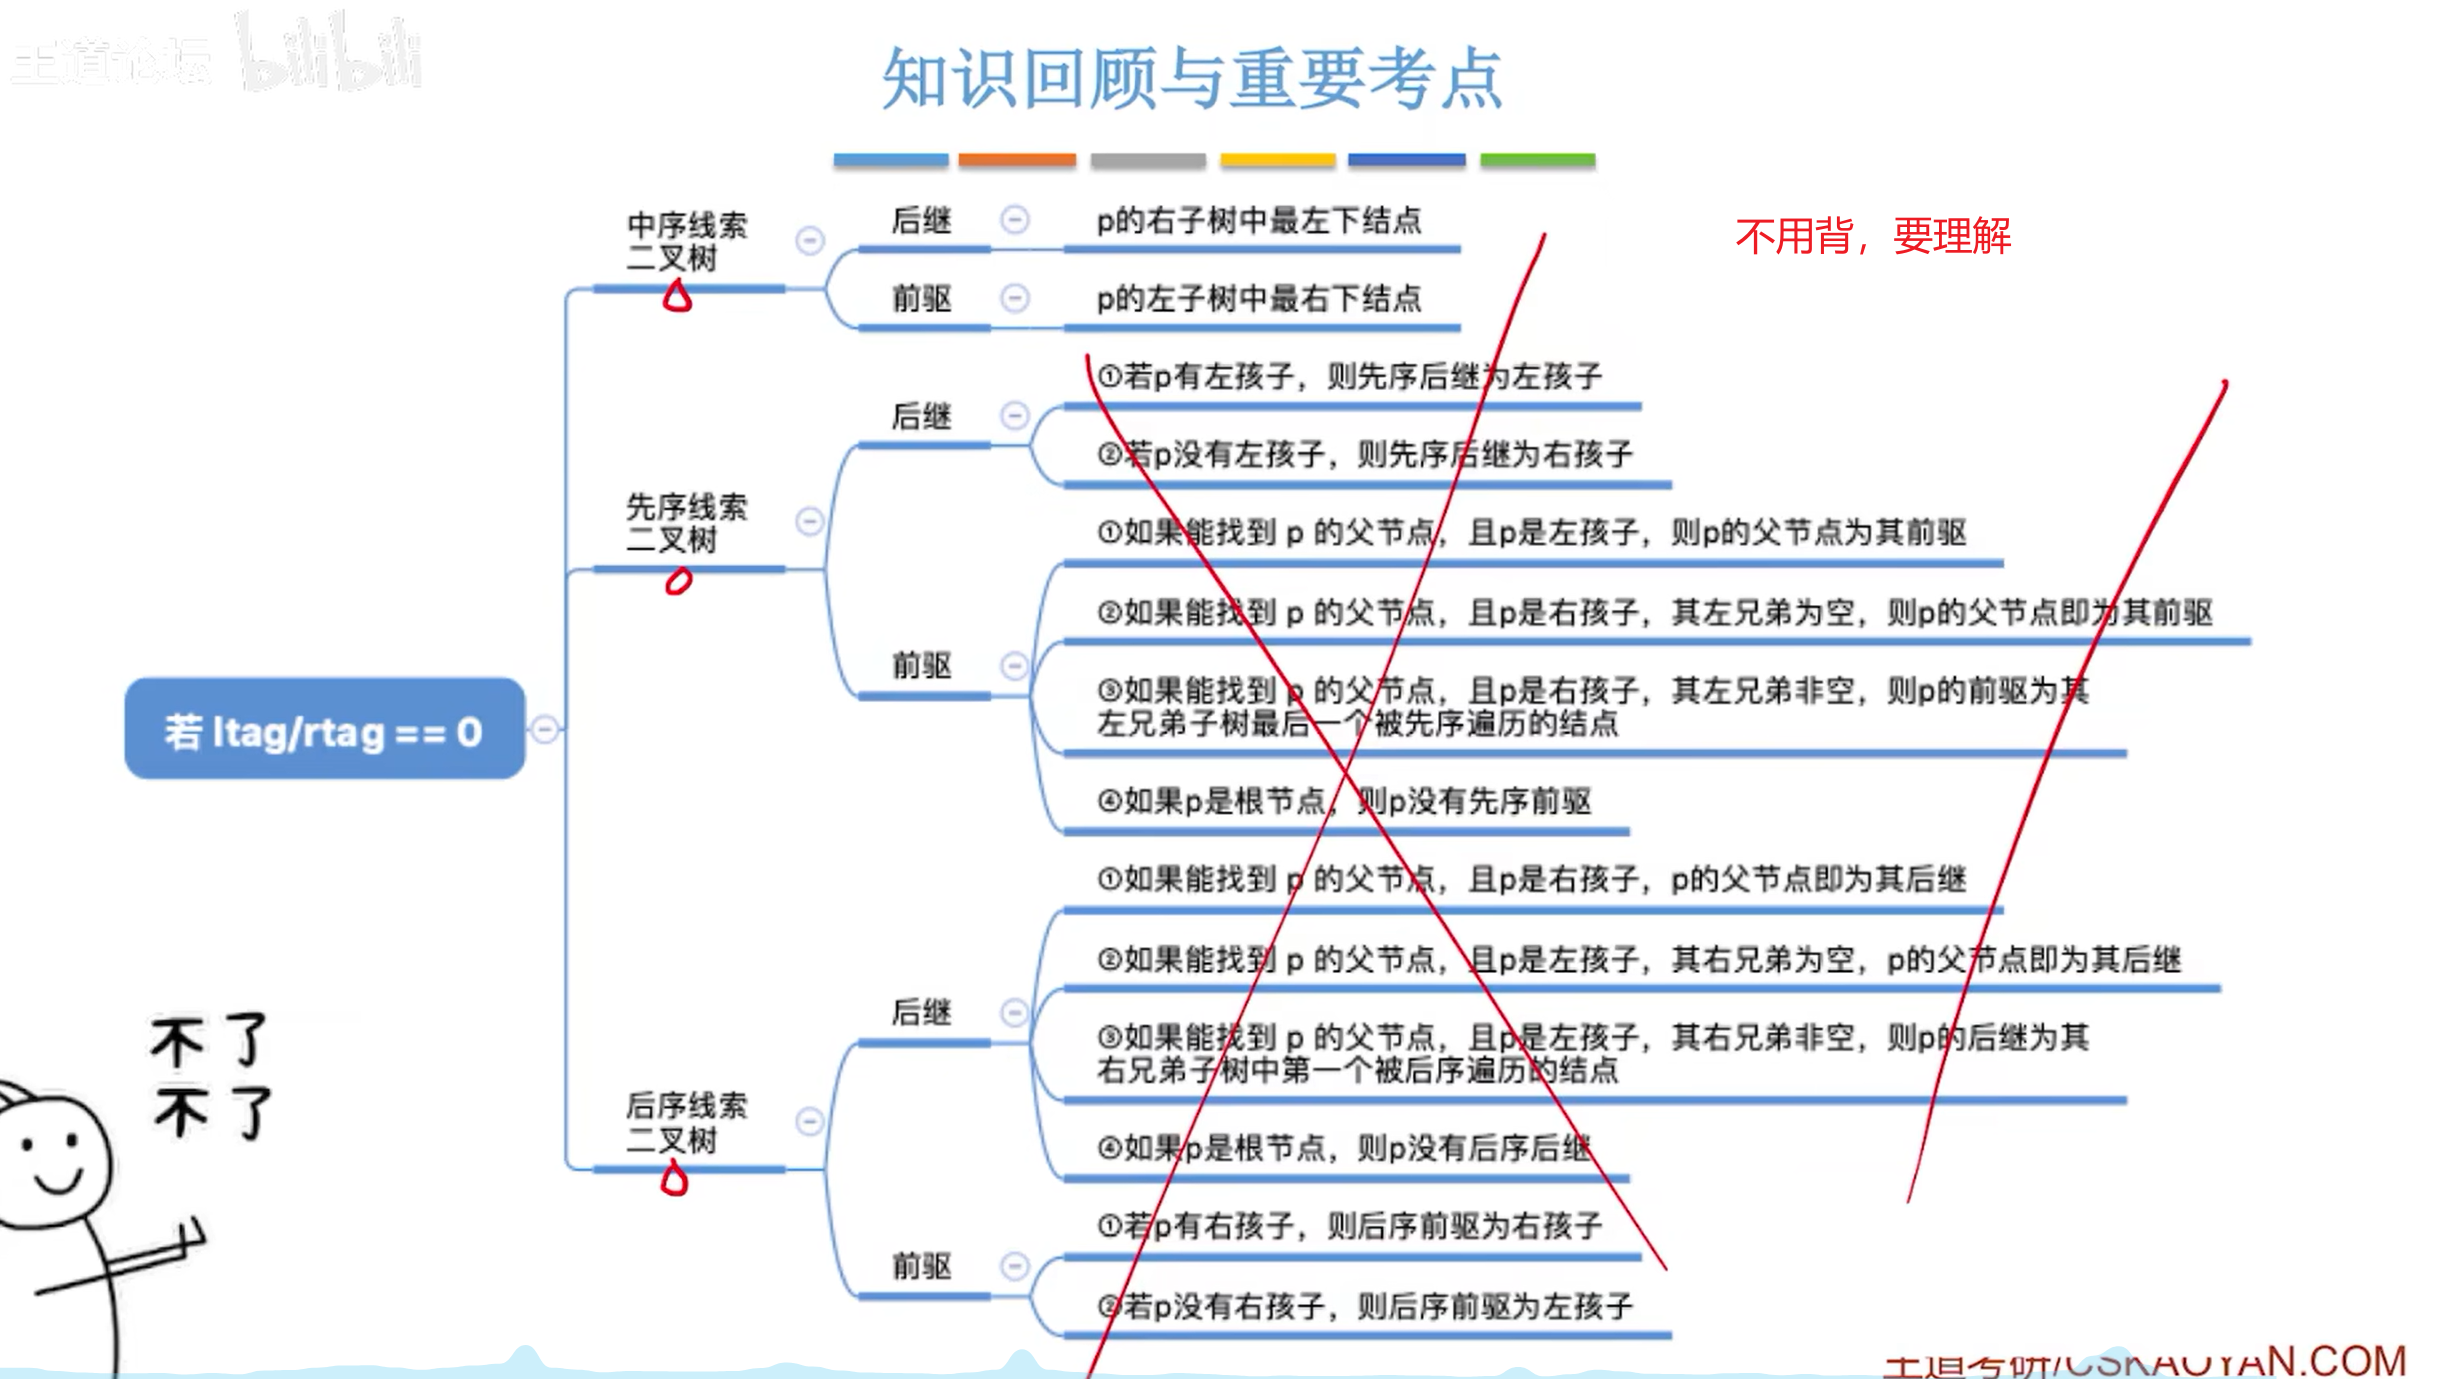 王道论坛 bilibili
知识回顾与重要考点
不用背，要理解
若 ltag/rtag == 0
中序线索
二叉树
后继
p的右子树中最左下结点
前驱
p的左子树中最右下结点
先序线索
二叉树
后继
①若p有左孩子，则先序后继为左孩子
②若p没有左孩子，则先序后继为右孩子
前驱
①如果能找到 p 的父节点，且p是左孩子，则p的父节点为其前驱
②如果能找到 p 的父节点，且p是右孩子，其左兄弟为空，则p的父节点即为其前驱
③如果能找到 p 的父节点，且p是右孩子，其左兄弟非空，则p的前驱为其
左兄弟子树最后一个被先序遍历的结点
④如果p是根节点，则p没有先序前驱
后序线索
二叉树
后继
①如果能找到 p 的父节点，且p是右孩子，p的父节点即为其后继
②如果能找到 p 的父节点，且p是左孩子，其右兄弟为空，p的父节点即为其后继
③如果能找到 p 的父节点，且p是左孩子，其右兄弟非空，则p的后继为其
右兄弟子树中第一个被后序遍历的结点
④如果p是根节点，则p没有后序后继
前驱
①若p有右孩子，则后序前驱为右孩子
②若p没有右孩子，则后序前驱为左孩子
不了
不了
王道考研/CSKAOYAN.COM